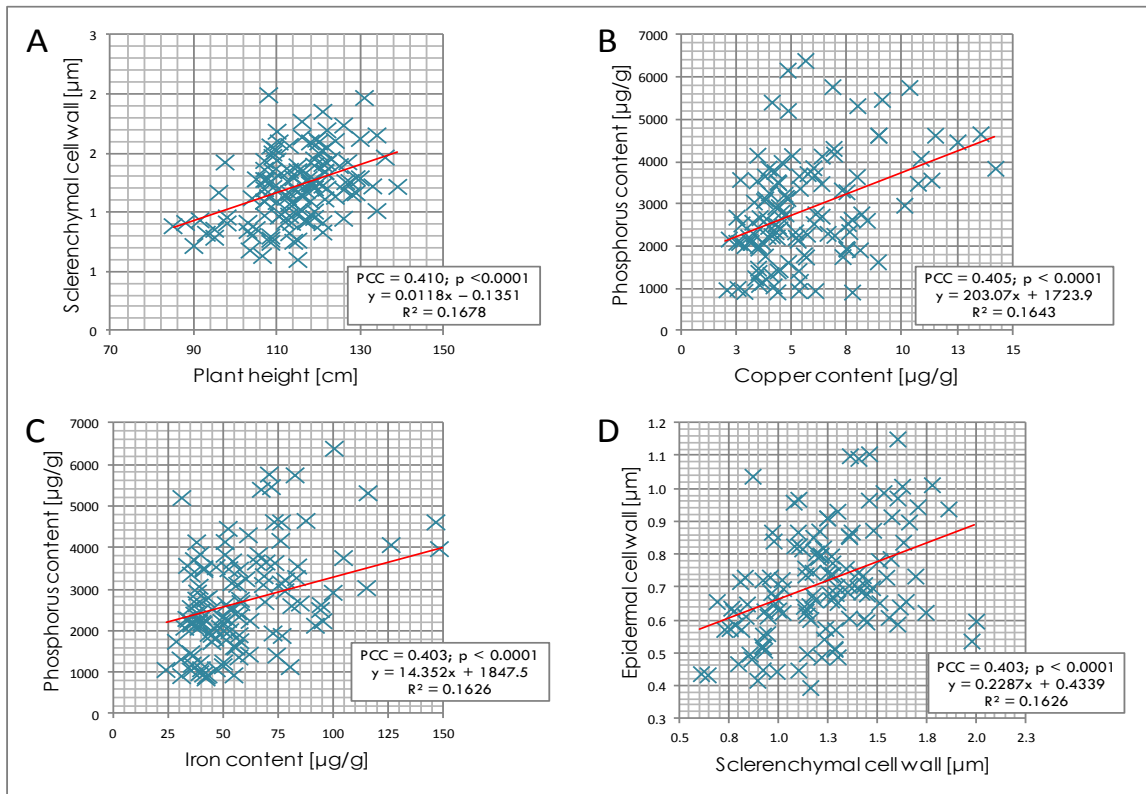 A
Sclerenchymal cell wall [µm]
3
2
2
1
1
0
70
90
110
130
150
Plant height [cm]
PCC = 0.410; p <0.0001
y = 0.0118x – 0.1351
R² = 0.1678
B
Phosphorus content [µg/g]
7000
6000
5000
4000
3000
2000
1000
0
0
3
5
8
10
13
15
Copper content [µg/g]
PCC = 0.405; p < 0.0001
y = 203.07x + 1723.9
R² = 0.1643
C
Phosphorus content [µg/g]
7000
6000
5000
4000
3000
2000
1000
0
0
25
50
75
100
125
150
Iron content [µg/g]
PCC = 0.403; p < 0.0001
y = 14.352x + 1847.5
R² = 0.1626
D
Epidermal cell wall [µm]
1.2
1.1
1.0
0.9
0.8
0.7
0.6
0.5
0.4
0.3
0.5
0.8
1.0
1.3
1.5
1.8
2.0
2.3
Sclerenchymal cell wall [µm]
PCC = 0.403; p < 0.0001
y = 0.2287x + 0.4339
R² = 0.1626